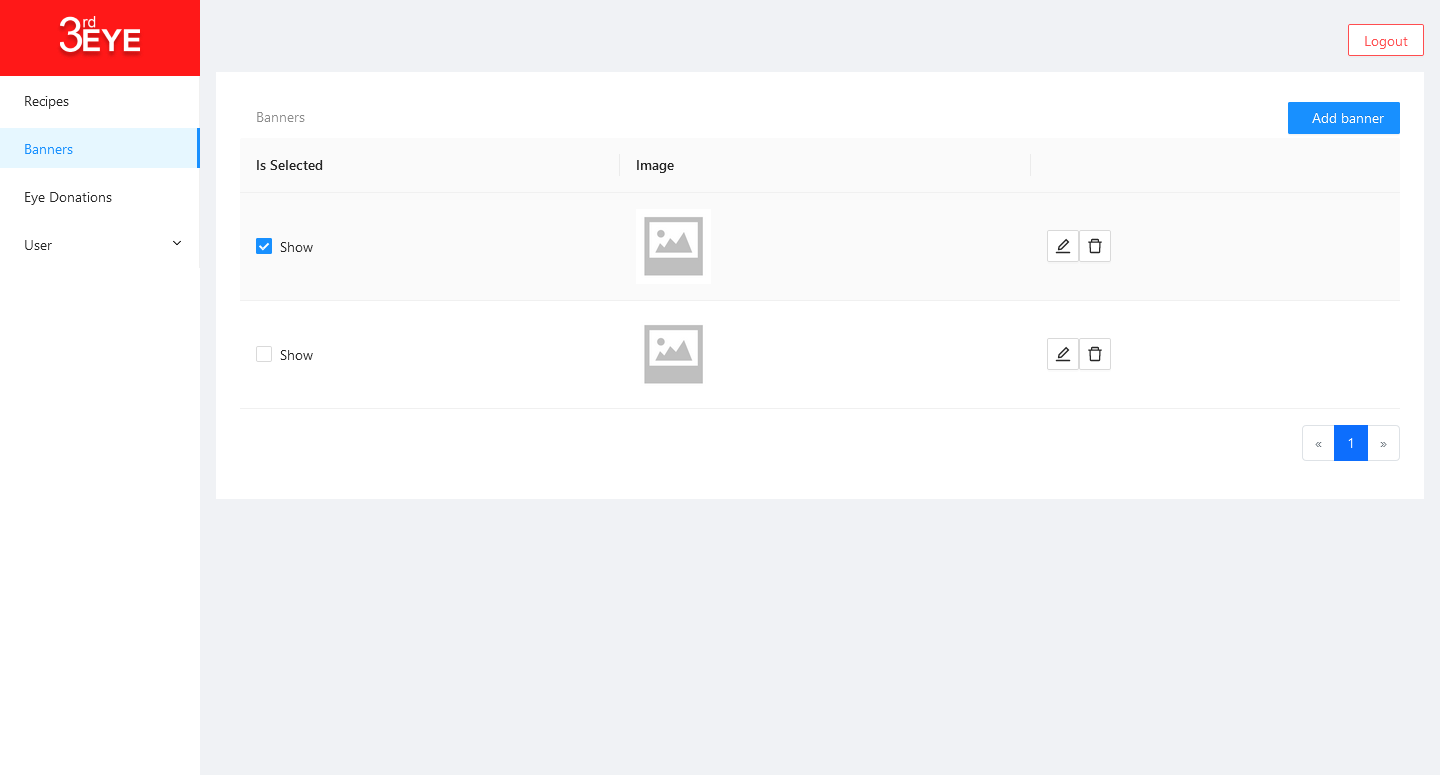 3rd EYE
Logout
Recipes
Banners
Eye Donations
User
Banners
Add banner
Is Selected Image
Show
Show
« 1 »